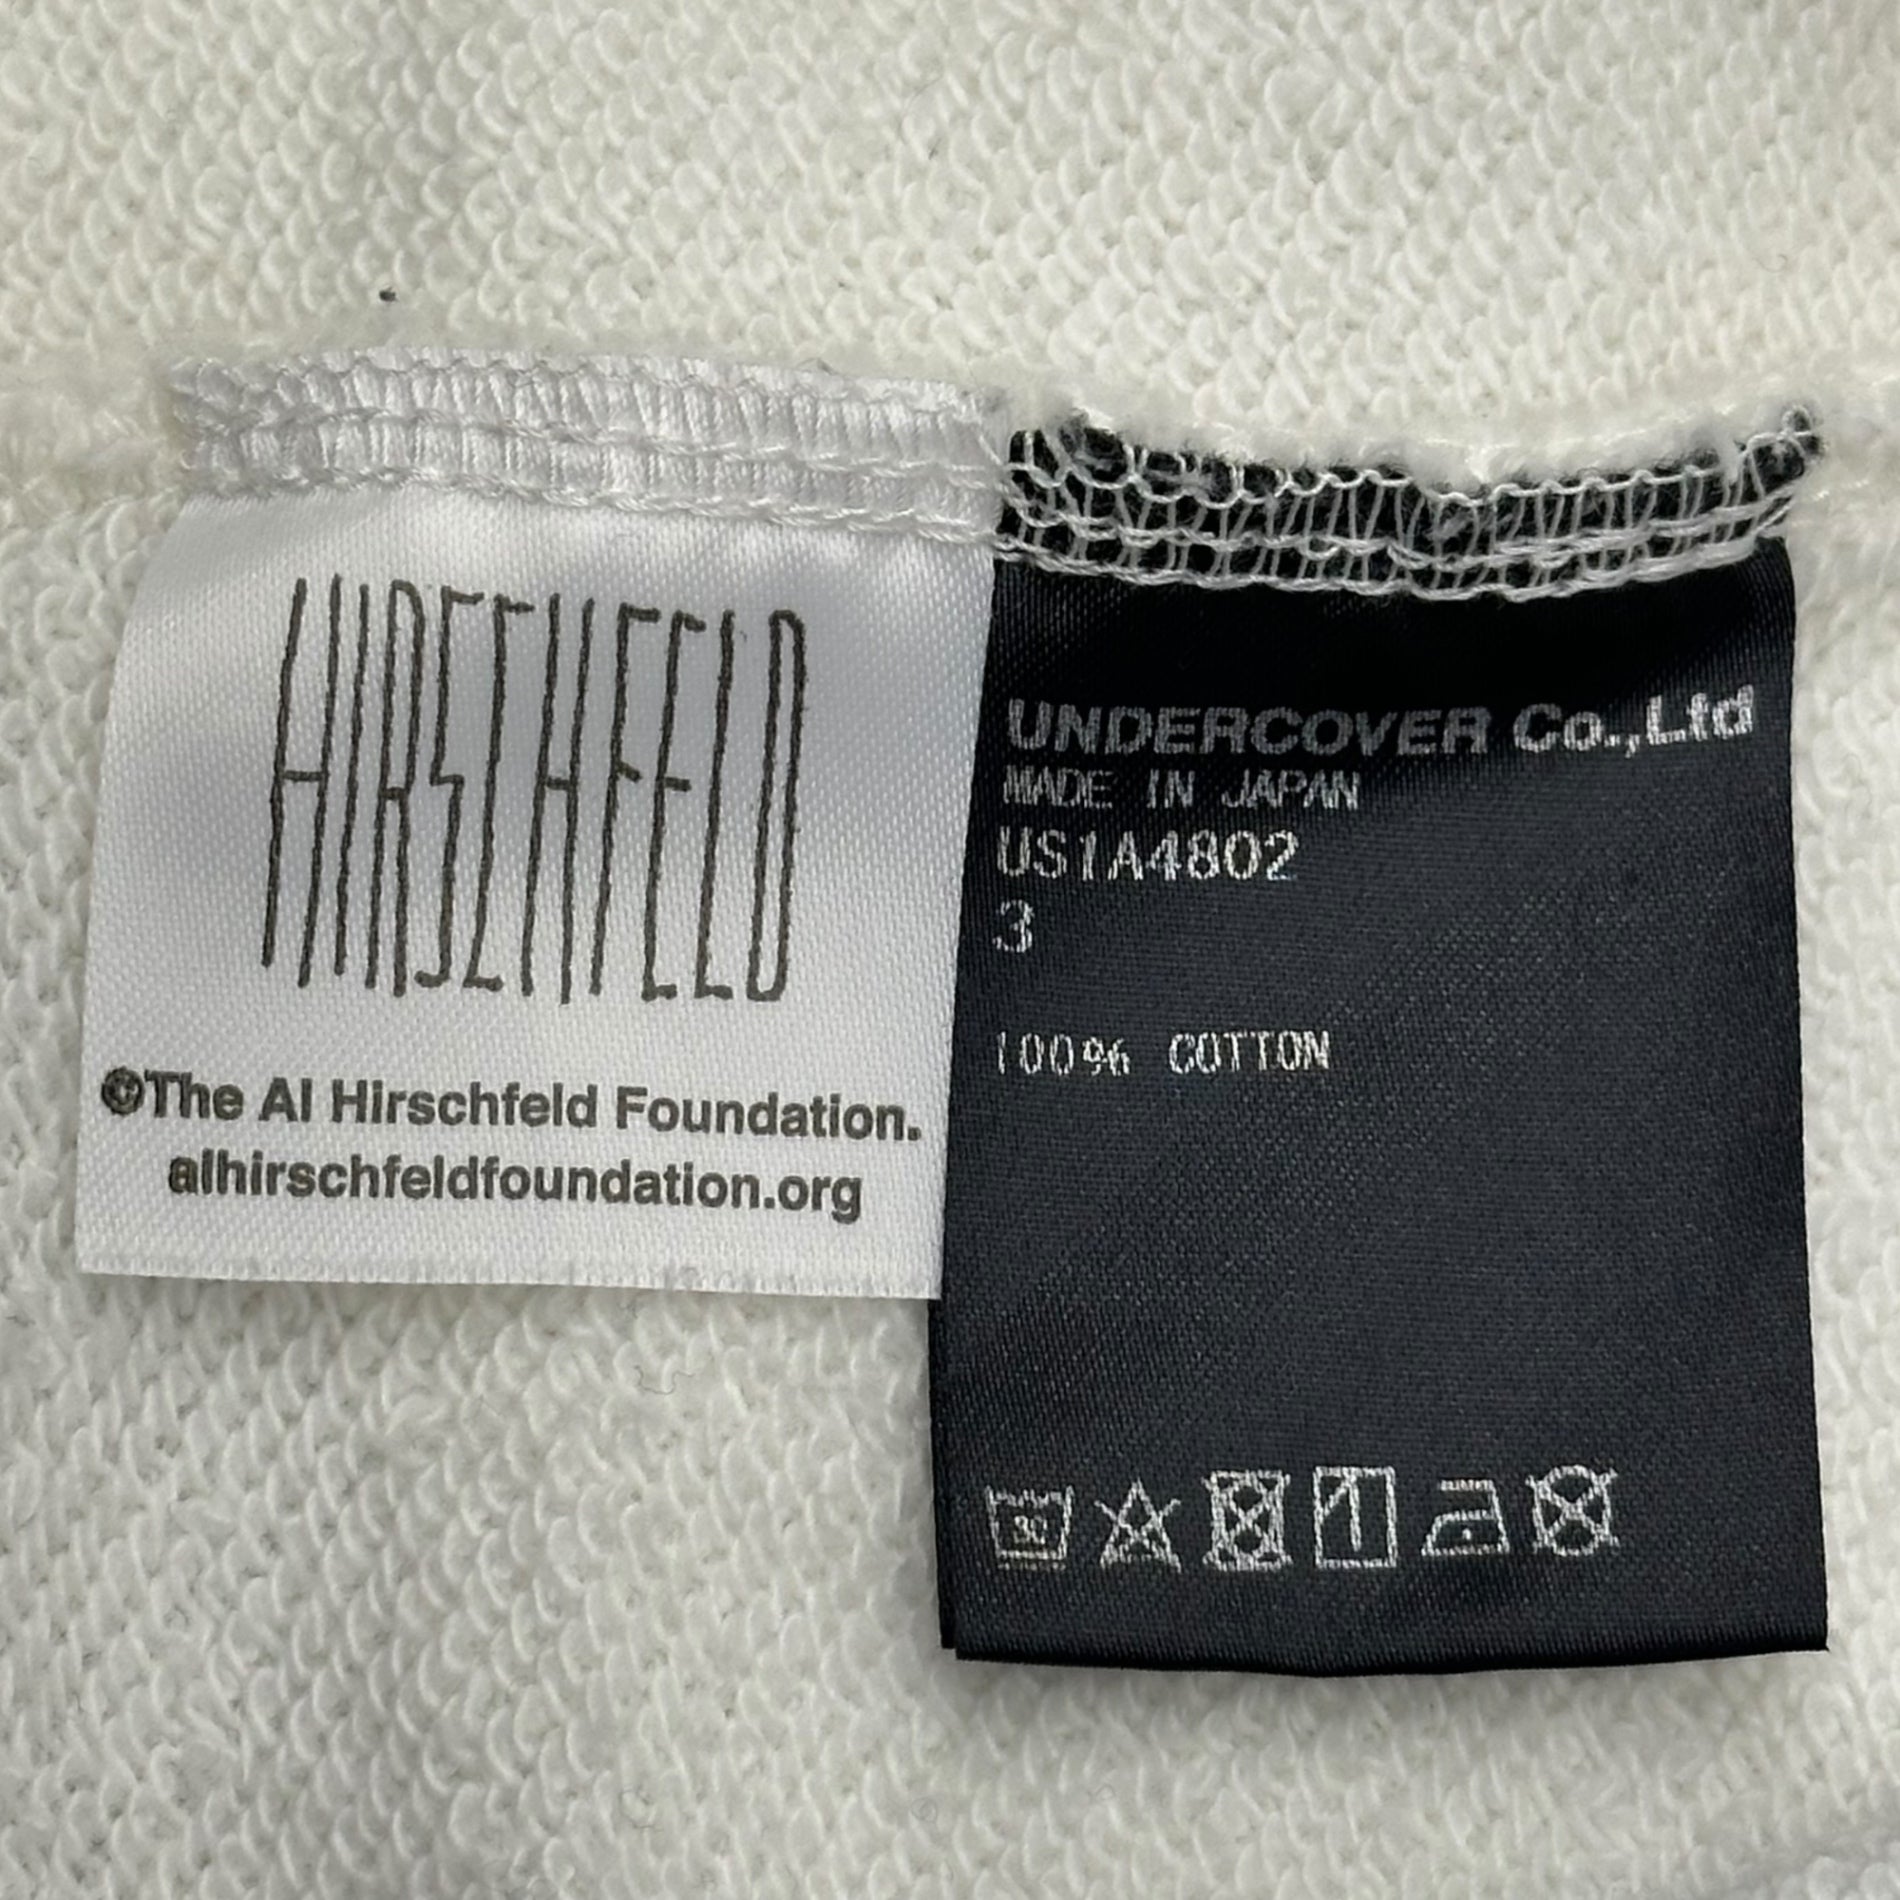 HIRSCHFELD
©The Al Hirschfeld Foundation.
alhirschfeldfoundation.org
UNDERCOVER Co.,Ltd
MADE IN JAPAN
US1A4802
3
100% COTTON
30